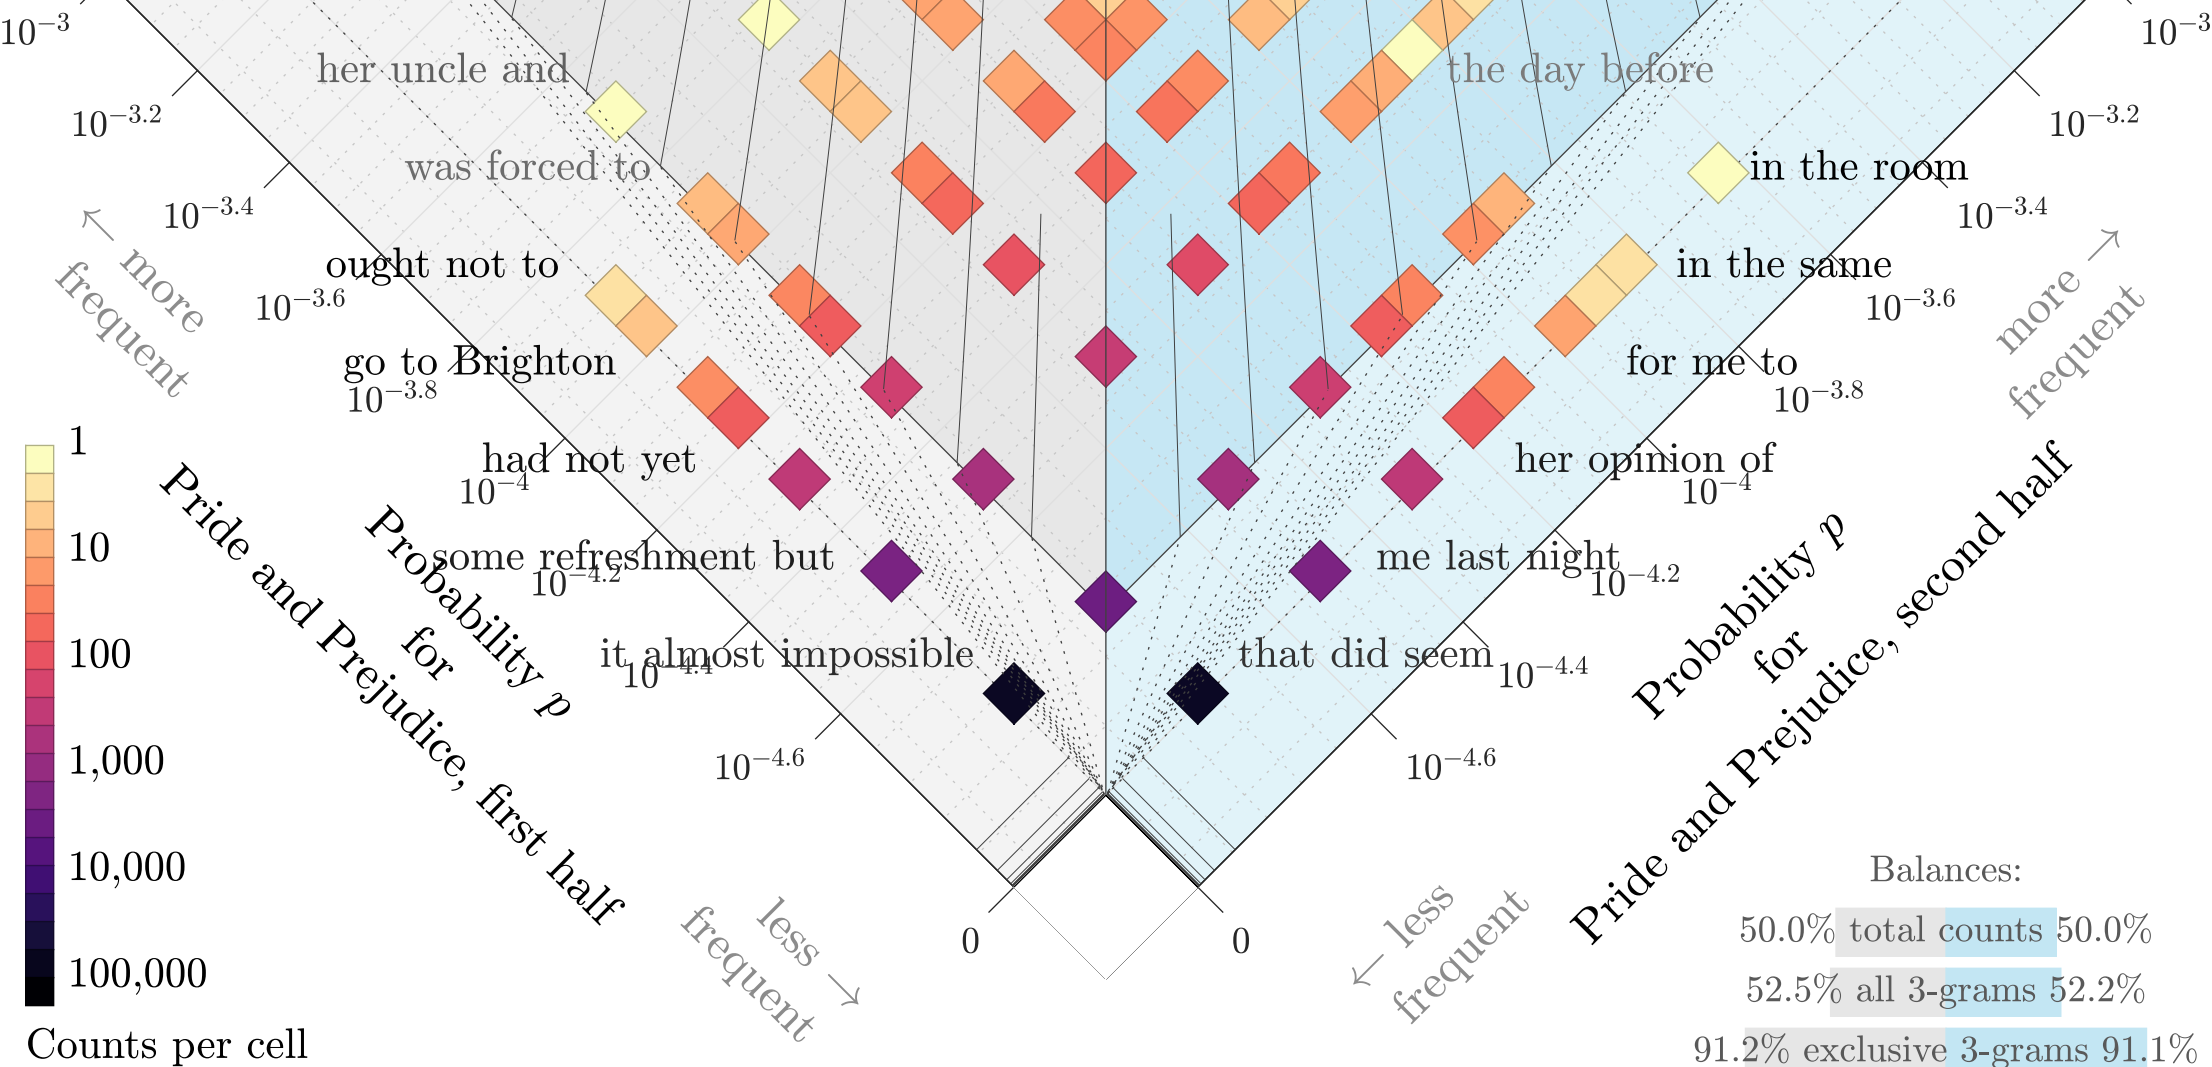 10−3
10−3
her uncle and
the day before
10−3.2
10−3.2
was forced to
in the room
10−3.4
10−3.4
← more
frequent
more →
frequent
ought not to
in the same
10−3.6
10−3.6
go to Brighton
for me to
10−3.8
10−3.8
had not yet
her opinion of
10−4
10−4
some refreshment but
me last night
10−4.2
10−4.2
it almost impossible
that did seem
10−4.4
10−4.4
10−4.6
10−4.6
Probability p
for
Pride and Prejudice, first half
Probability p
for
Pride and Prejudice, second half
1
10
100
1,000
10,000
100,000
Counts per cell
less →
frequent
0
0
← less
frequent
Balances:
50.0% total counts 50.0%
52.5% all 3-grams 52.2%
91.2% exclusive 3-grams 91.1%